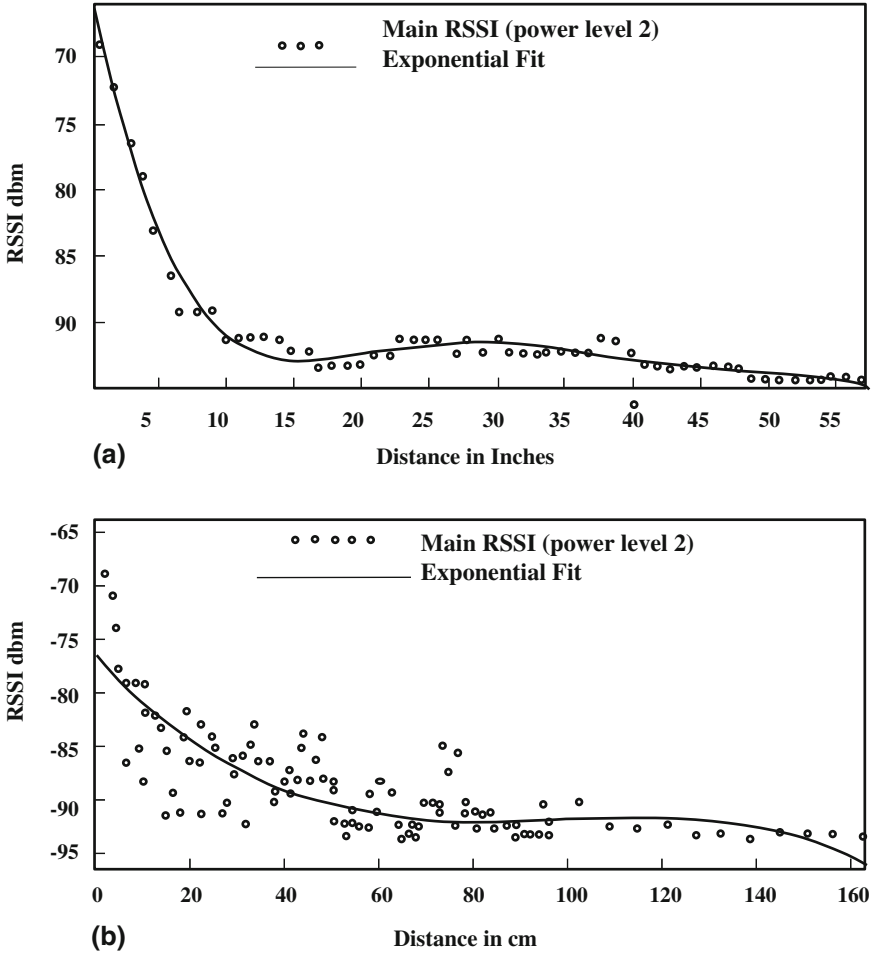 Main RSSI (power level 2)
Exponential Fit
RSSI dbm
70
75
80
85
90
5 10 15 20 25 30 35 40 45 50 55
(a)
Distance in Inches
Main RSSI (power level 2)
Exponential Fit
RSSI dbm
-65
-70
-75
-80
-85
-90
-95
0 20 40 60 80 100 120 140 160
(b)
Distance in cm